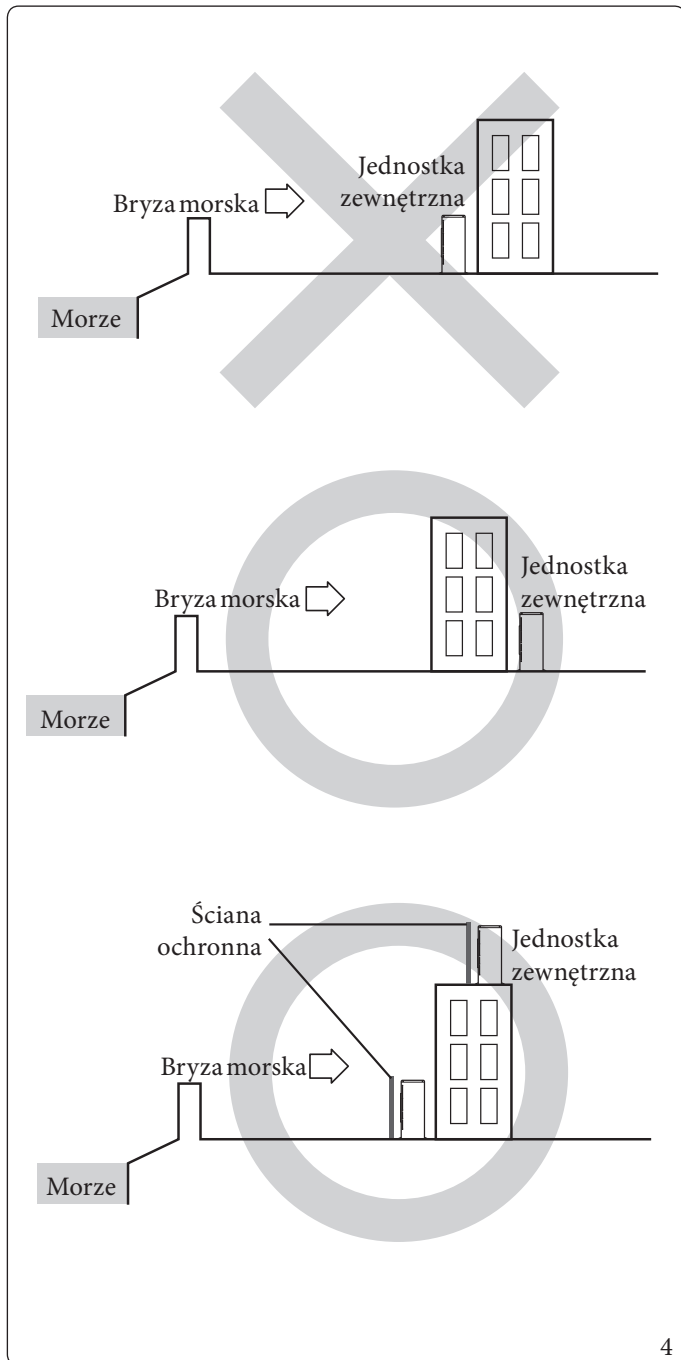 Jednostka
zewnętrzna
Bryza morska
Morze
Jednostka
zewnętrzna
Bryza morska
Morze
Ściana
ochronna
Jednostka
zewnętrzna
Bryza morska
Morze
4